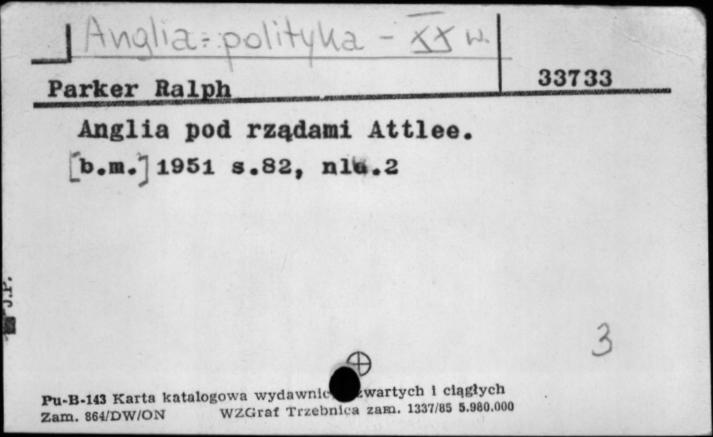 Anglia - polityka - XX w.
33733
Parker Ralph
Anglia pod rządami Attlee.
[b.m.] 1951 s.82, nlb.2
J.P.
3
Pu-B-143 Karta katalogowa wydawnic zwartych i ciągłych
Zam. 864/DW/ON WZGraf Trzebnica zam. 1337/85 5.980.000